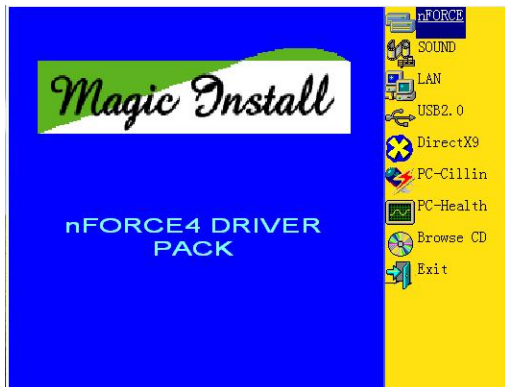 Magic Install
nFORCE4 DRIVER
PACK
nFORCE
SOUND
LAN
USB2.0
DirectX9
PC-Cillin
PC-Health
Browse CD
Exit